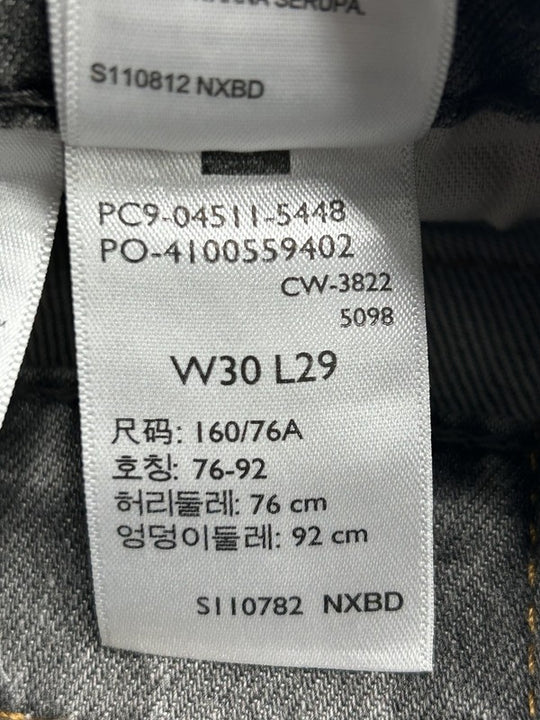 SERUPA.
S110812 NXBD
PC9-04511-5448
PO-4100559402
CW-3822
5098
W30 L29
尺码: 160/76A
호칭: 76-92
허리둘레: 76 cm
엉덩이둘레: 92 cm
S110782 NXBD